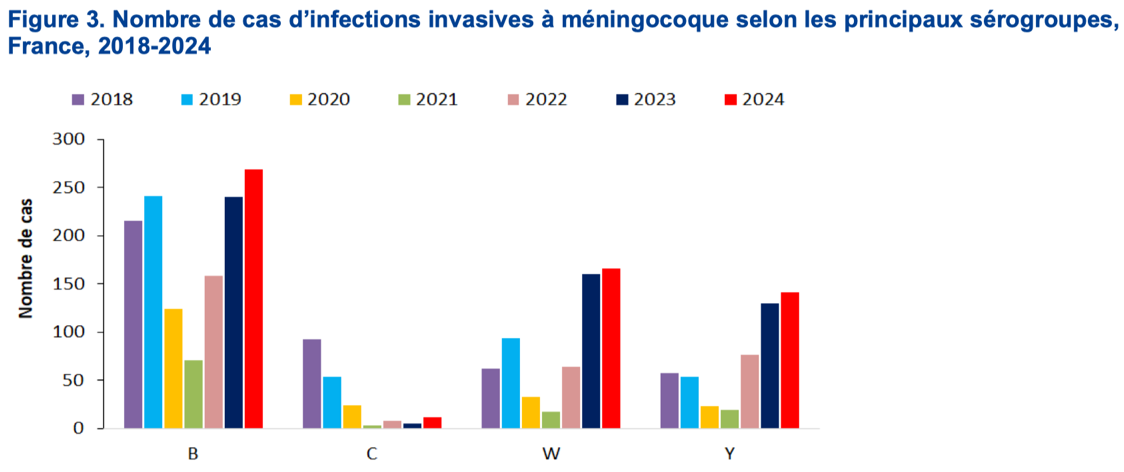 Figure 3. Nombre de cas d’infections invasives à méningocoque selon les principaux sérogroupes,
France, 2018-2024
2018 2019 2020 2021 2022 2023 2024
Nombre de cas
300
250
200
150
100
50
0
B C W Y